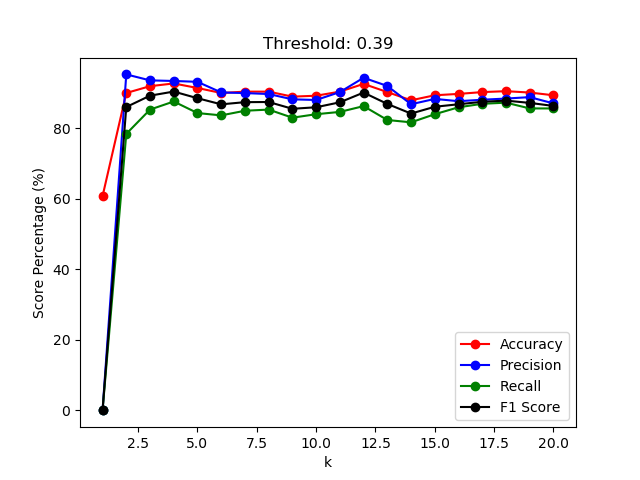 Threshold: 0.39
Score Percentage (%)
80
60
40
20
0
2.5 5.0 7.5 10.0 12.5 15.0 17.5 20.0
k
Accuracy
Precision
Recall
F1 Score